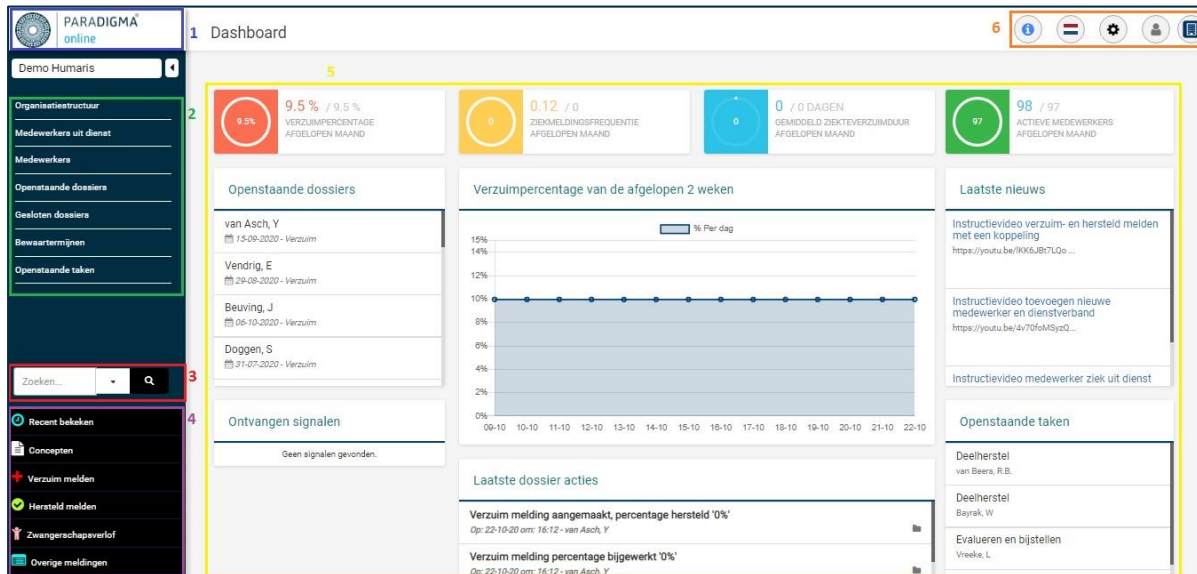 PARADIGMA®
online
1
Dashboard
6
Demo Humaris
5
Organisatiestructuur
2
Medewerkers uit dienst
Medewerkers
Openstaande dossiers
Gesloten dossiers
Bewaartermijnen
Openstaande taken
Zoeken...
3
4
Recent bekeken
Concepten
Verzuim melden
Hersteld melden
Zwangerschapsverlof
Overige meldingen
9.5%
9.5 % / 9.5 %
VERZUIMPERCENTAGE
AFGELOPEN MAAND
0
0.12 / 0
ZIEKMELDINGSFREQUENTIE
AFGELOPEN MAAND
0
0 / 0 DAGEN
GEMIDDELD ZIEKTEVERZUIMDUUR
AFGELOPEN MAAND
97
98 / 97
ACTIEVE MEDEWERKERS
AFGELOPEN MAAND
Openstaande dossiers
van Asch, Y
15-09-2020 - Verzuim
Vendrig, E
29-08-2020 - Verzuim
Beuving, J
06-10-2020 - Verzuim
Doggen, S
31-07-2020 - Verzuim
Ontvangen signalen
Geen signalen gevonden.
Verzuimpercentage van de afgelopen 2 weken
% Per dag
15%
14%
12%
10%
8%
6%
4%
2%
0%
09-10 10-10 11-10 12-10 13-10 14-10 15-10 16-10 17-10 18-10 19-10 20-10 21-10 22-10
Laatste dossier acties
Verzuim melding aangemaakt, percentage hersteld '0%'
Op: 22-10-20 om: 16:12 - van Asch, Y
Verzuim melding percentage bijgewerkt '0%'
Op: 22-10-20 om: 16:12 - van Asch, Y
Laatste nieuws
Instructievideo verzuim- en hersteld melden
met een koppeling
https://youtu.be/lKK6JBt7LQo ...
Instructievideo toevoegen nieuwe
medewerker en dienstverband
https://youtu.be/4v70foMSyzQ...
Instructievideo medewerker ziek uit dienst
Openstaande taken
Deelherstel
van Beers, R.B.
Deelherstel
Bayrak, W
Evalueren en bijstellen
Vreeke, L